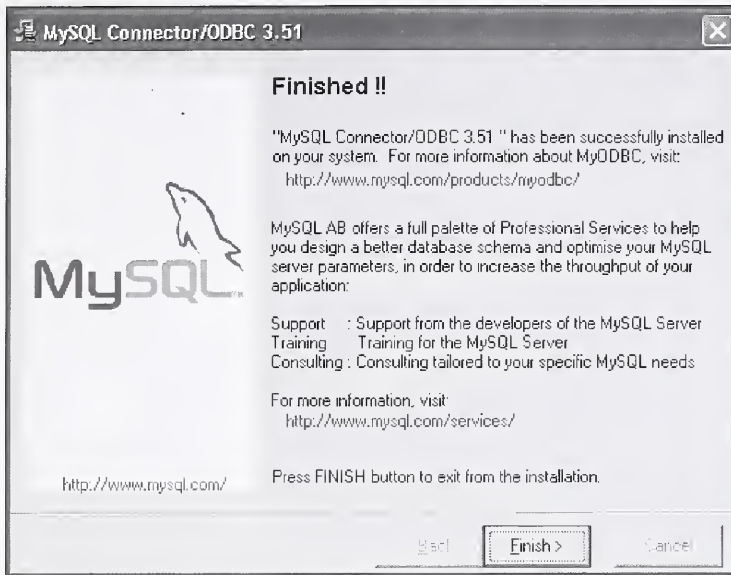 MySQL Connector/ODBC 3.51
Finished !!
"MySQL Connector/ODBC 3.51 " has been successfully installed
on your system. For more information about MyODBC, visit:
http://www.mysql.com/products/myodbc/
MySQL AB offers a full palette of Professional Services to help
you design a better database schema and optimise your MySQL
server parameters, in order to increase the throughput of your
application:
Support : Support from the developers of the MySQL Server
Training Training for the MySQL Server
Consulting : Consulting tailored to your specific MySQL needs
For more information, visit:
http://www.mysql.com/services/
Press FINISH button to exit from the installation.
MySQL
http://www.mysql.com/
Back Finish > Cancel